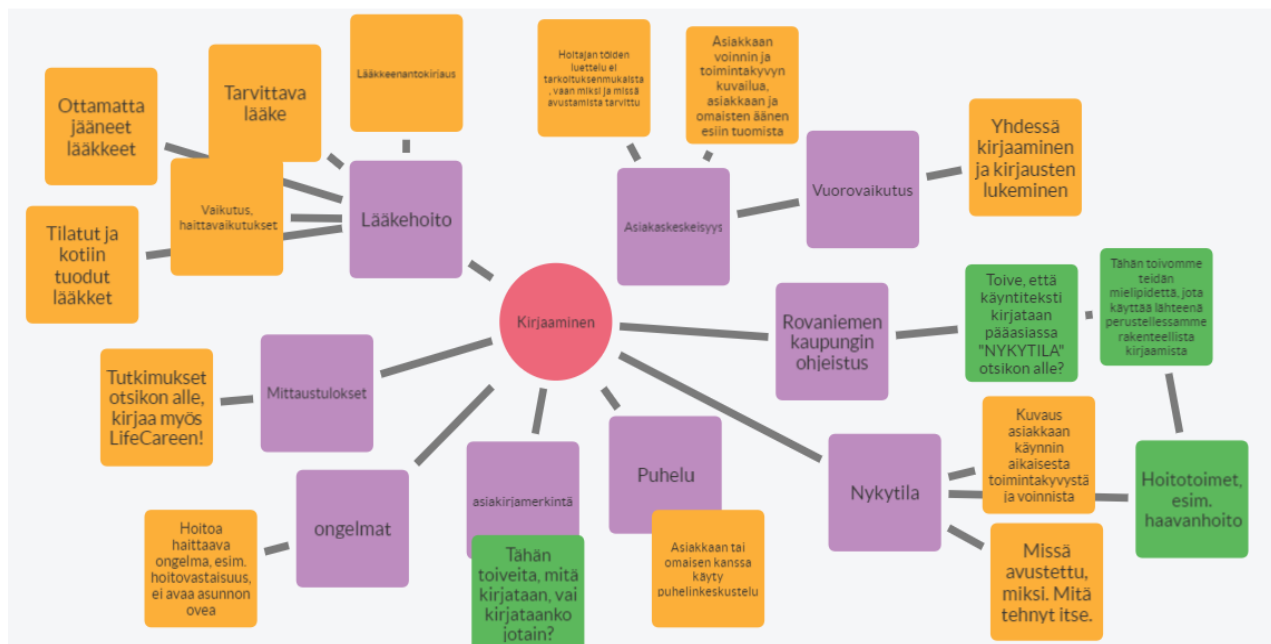 Ottamatta
jääneet
lääkkeet
Tarvittava
lääke
Lääkkeenantokirjaus
Vaikutus,
haittavaikutukset
Tilatut ja
kotiin
tuodut
lääkket
Lääkehoito
Hoitajan töiden
luettelu ei
tarkoituksenmukaista
, vaan miksi ja missä
avustamista tarvittu
Asiakkaan
voinnin ja
toimintakyvyn
kuvailua,
asiakkaan ja
omaisten äänen
esiin tuomista
Asiakaskeskeisyys
Vuorovaikutus
Yhdessä
kirjaaminen
ja kirjausten
lukeminen
Kirjaaminen
Rovaniemen
kaupungin
ohjeistus
Toive, että
käyntiteksti
kirjataan
pääasiassa
"NYKYTILA"
otsikon alle?
Tähän toivomme
teidän
mielipidettä, jota
käyttää lähteenä
perustellessamme
rakenteellista
kirjaamista
Tutkimukset
otsikon alle,
kirjaa myös
LifeCareen!
Mittaustulokset
Hoitoa
haittaava
ongelma, esim.
hoitovastaisuus,
ei avaa asunnon
ovea
ongelmat
asiakirjamerkintä
Tähän
toiveita, mitä
kirjataan, vai
kirjataanko
jotain?
Puhelu
Asiakkaan tai
omaisen kanssa
käyty
puhelinkeskustelu
Nykytila
Kuvaus
asiakkaan
käynnin
aikaisesta
toimintakyvystä
ja voinnista
Hoitotoimet,
esim.
haavanhoito
Missä
avustettu,
miksi. Mitä
tehnyt itse.